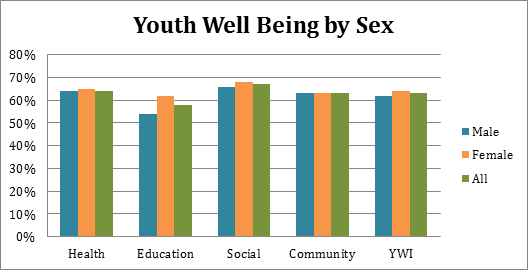 Youth Well Being by Sex
80%
70%
60%
50%
40%
30%
20%
10%
0%
Health Education Social Community YWI
Male
Female
All